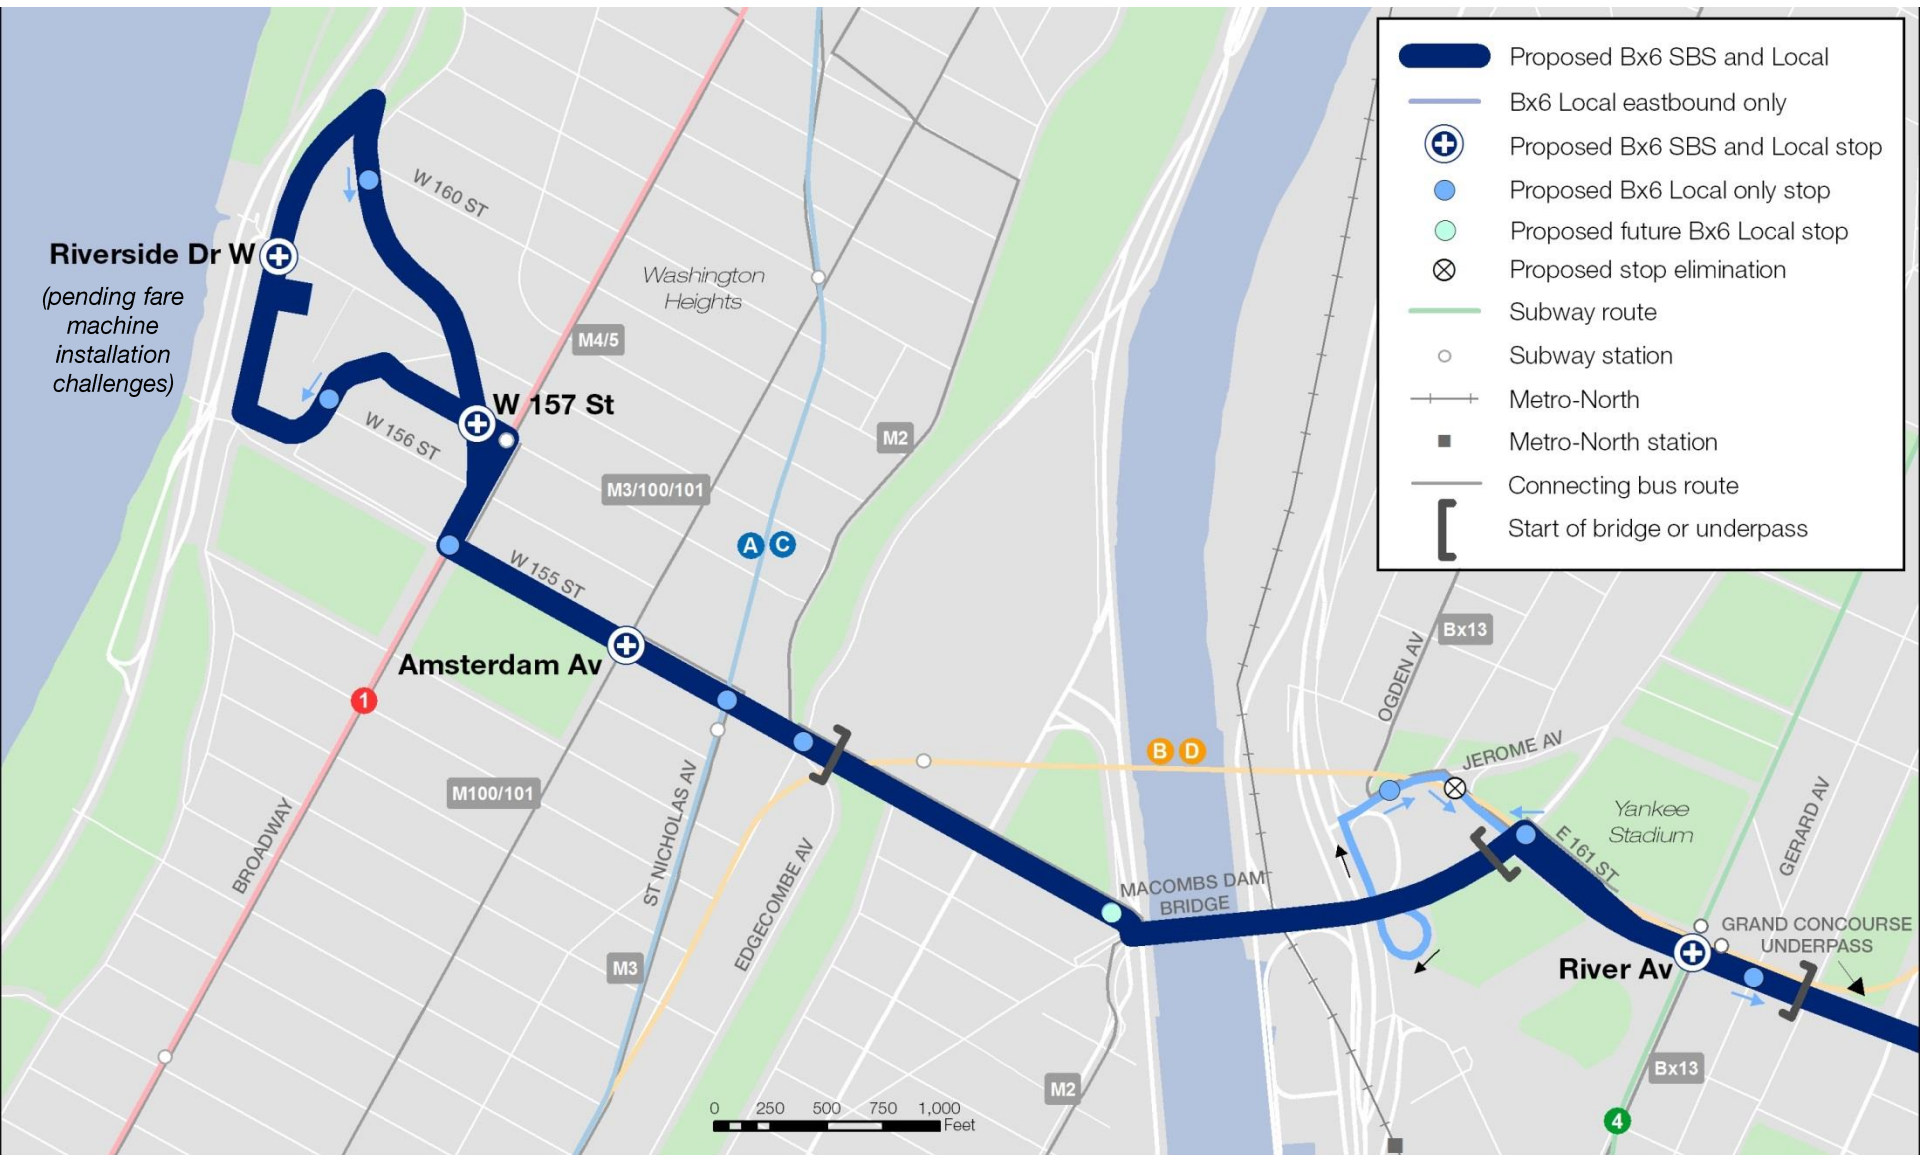 Proposed Bx6 SBS and Local
Bx6 Local eastbound only
Proposed Bx6 SBS and Local stop
Proposed Bx6 Local only stop
Proposed future Bx6 Local stop
Proposed stop elimination
Subway route
Subway station
Metro-North
Metro-North station
Connecting bus route
Start of bridge or underpass
W 160 ST
Riverside Dr W
(pending fare
machine
installation
challenges)
Washington
Heights
M4/5
W 157 St
W 156 ST
M2
M3/100/101
A C
W 155 ST
Amsterdam Av
1
M100/101
BROADWAY
ST NICHOLAS AV
EDGECOMBE AV
M3
B D
OGDEN AV
Bx13
JEROME AV
Yankee
Stadium
E 161 ST
GERARD AV
MACOMBS DAM
BRIDGE
GRAND CONCOURSE
UNDERPASS
River Av
Bx13
M2
4
0 250 500 750 1,000
Feet